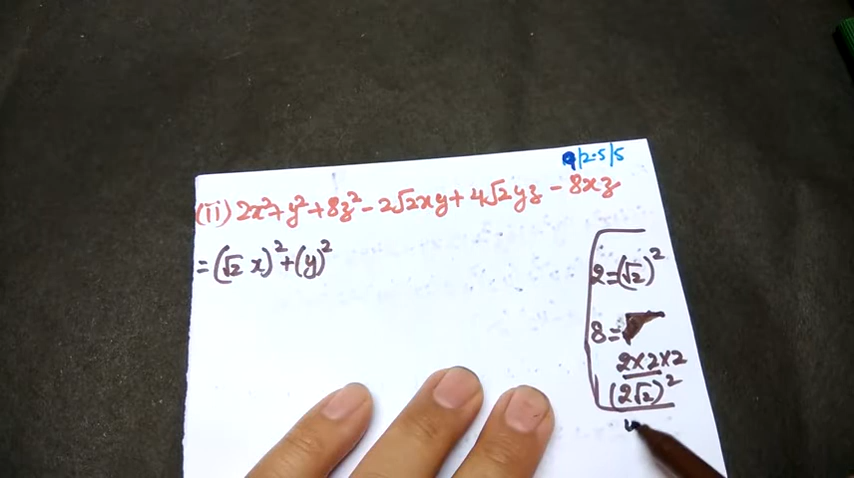 9/2.5/5
(ii) 2x²+y²+8z²-2√2xy+4√2yz-8xz
=(√2 x)²+(y)²
2=(√2)²
8=
2×2×2
(2√2)²